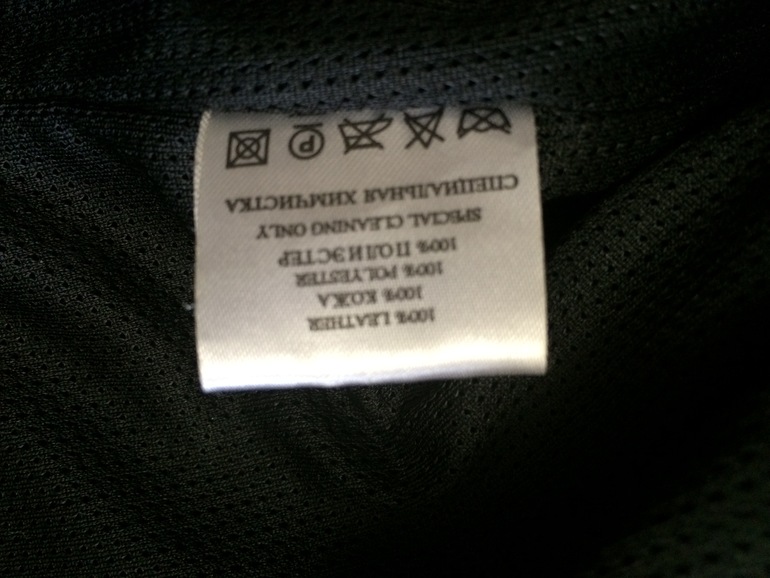 100% LEATHER
100% КОЖА
100% POLYESTER
100% ПОЛИЭСТЕР
SPECIAL CLEANING ONLY
СПЕЦИАЛЬНАЯ ХИМЧИСТКА
P